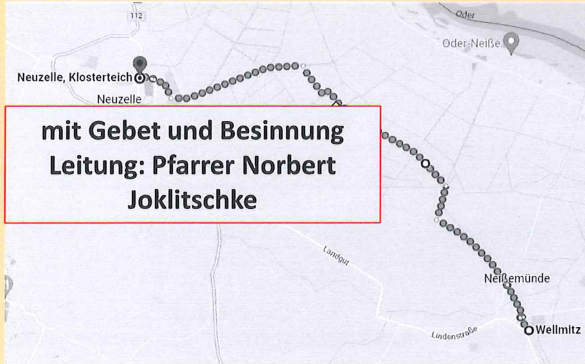 112
Oder
Oder-Neiße
Neuzelle, Klosterteich
Neuzelle
mit Gebet und Besinnung
Leitung: Pfarrer Norbert
Joklitschke
Landgut
Neißemünde
Lindenstraße
Wellmitz